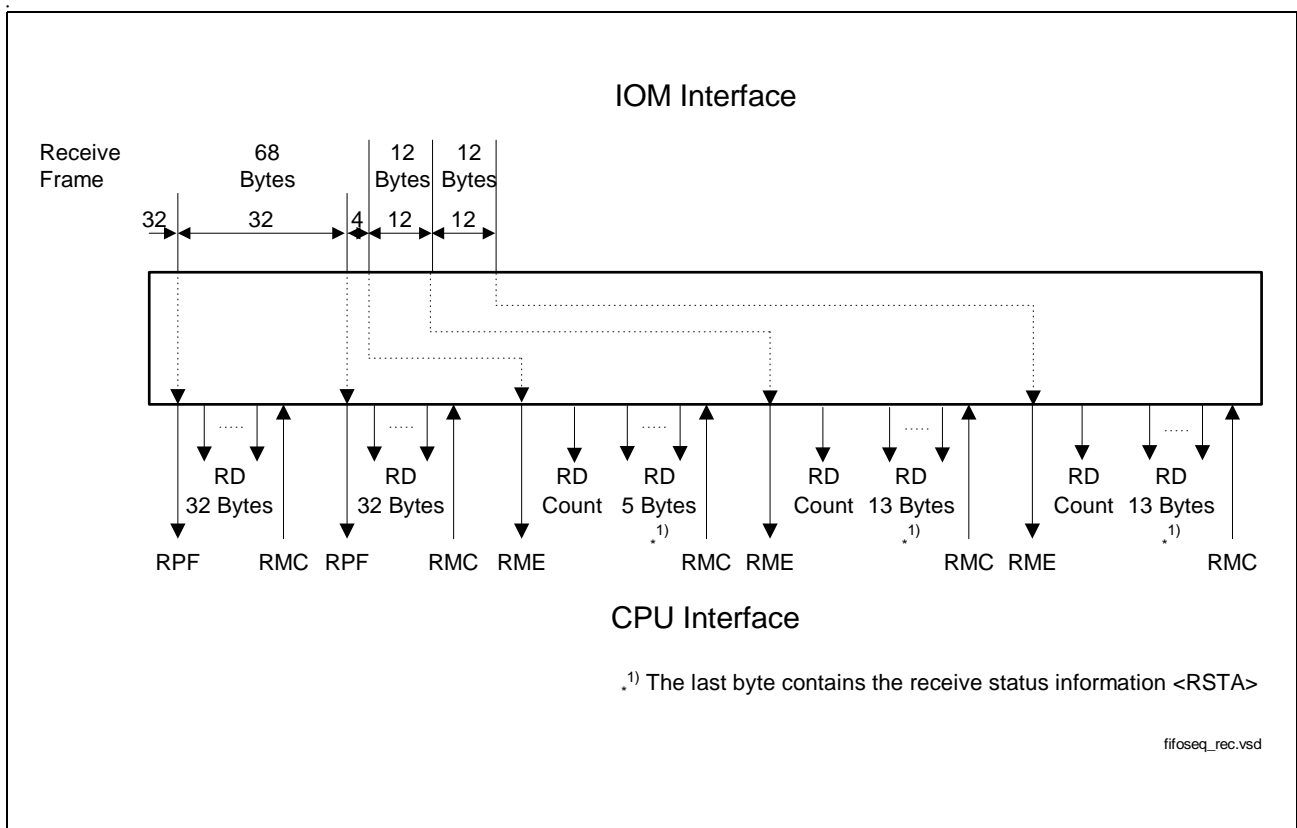 .
IOM Interface
Receive 68 12 12
Frame Bytes Bytes Bytes
32 32 4 12 12
..... ..... ..... ..... .....
RD RD RD RD RD RD RD RD
32 Bytes 32 Bytes Count 5 Bytes Count 13 Bytes Count 13 Bytes
*1) *1) *1)
RPF RMC RPF RMC RME RMC RME RMC RME RMC
CPU Interface
*1) The last byte contains the receive status information <RSTA>
fifoseq_rec.vsd